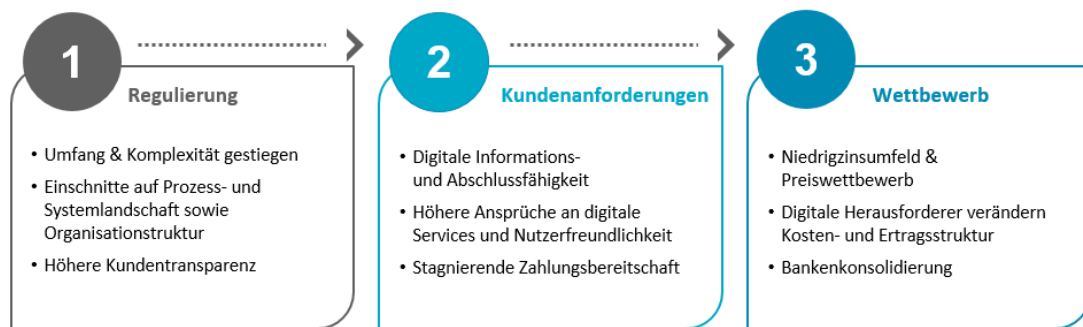 1
Regulierung
• Umfang & Komplexität gestiegen
• Einschnitte auf Prozess- und
Systemlandschaft sowie
Organisationstruktur
• Höhere Kundentransparenz
2
Kundenanforderungen
• Digitale Informations-
und Abschlussfähigkeit
• Höhere Ansprüche an digitale
Services und Nutzerfreundlichkeit
• Stagnierende Zahlungsbereitschaft
3
Wettbewerb
• Niedrigzinsumfeld &
Preiswettbewerb
• Digitale Herausforderer verändern
Kosten- und Ertragsstruktur
• Bankenkonsolidierung